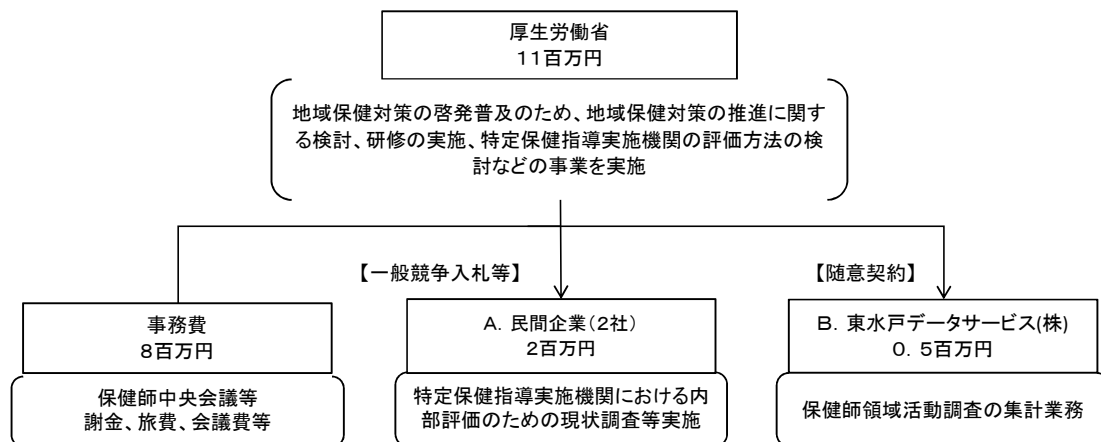 厚生労働省
11百万円
地域保健対策の啓発普及のため、地域保健対策の推進に関す
る検討、研修の実施、特定保健指導実施機関の評価方法の検
討などの事業を実施
【一般競争入札等】
【随意契約】
事務費
8百万円
A. 民間企業(2社)
2百万円
B. 東水戸データサービス(株)
0. 5百万円
保健師中央会議等
謝金、旅費、会議費等
特定保健指導実施機関における内
部評価のための現状調査等実施
保健師領域活動調査の集計業務